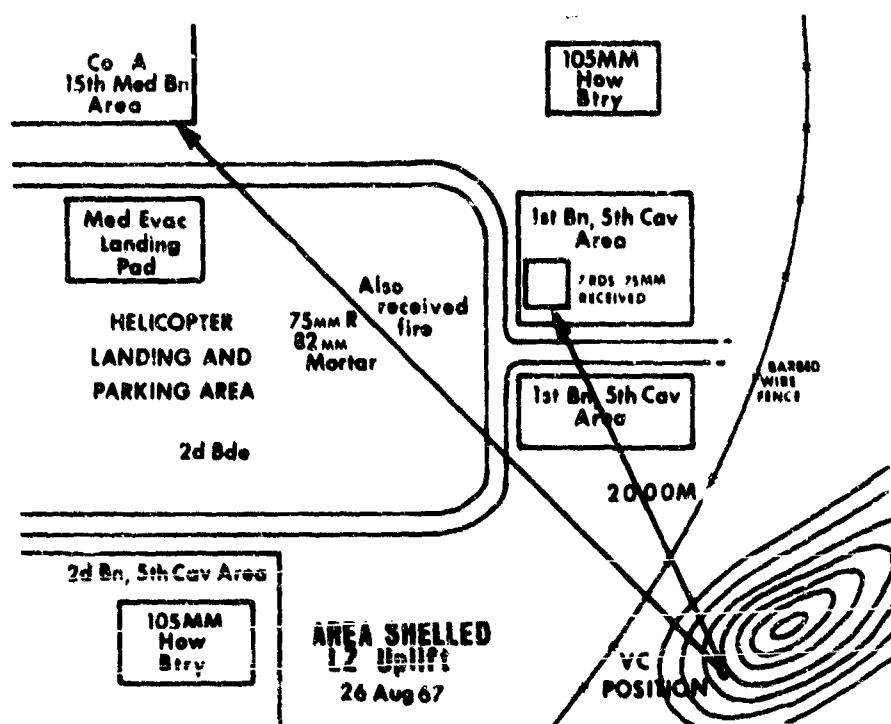 Co A
15th Med Bn
Area
105MM
How
Btry
Med Evac
Landing
Pad
1st Bn, 5th Cav
Area
7 RDS 75MM
RECEIVED
Also
received
fire
75MM R
82MM
Mortar
HELICOPTER
LANDING AND
PARKING AREA
BARBED
WIRE
FENCE
1st Bn, 5th Cav
Area
2d Bde
2000M
2d Bn, 5th Cav Area
105MM
How
Btry
AREA SHELLED
LZ Uplift
26 Aug 67
VC
POSITION